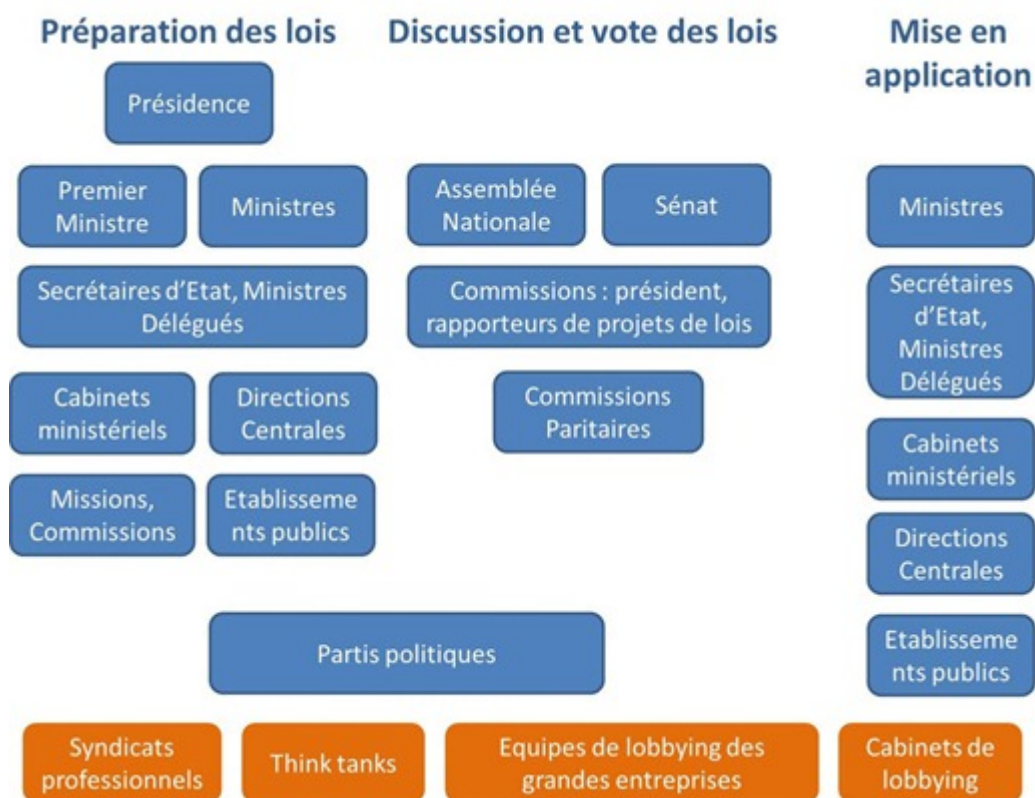 Préparation des lois
Discussion et vote des lois
Mise en
application
Présidence
Premier
Ministre
Ministres
Assemblée
Nationale
Sénat
Ministres
Secrétaires d’Etat, Ministres
Délégués
Commissions : président,
rapporteurs de projets de lois
Secrétaires
d’Etat,
Ministres
Délégués
Cabinets
ministériels
Directions
Centrales
Commissions
Paritaires
Cabinets
ministériels
Missions,
Commissions
Etablisseme
nts publics
Directions
Centrales
Partis politiques
Etablisseme
nts publics
Syndicats
professionnels
Think tanks
Equipes de lobbying des
grandes entreprises
Cabinets de
lobbying